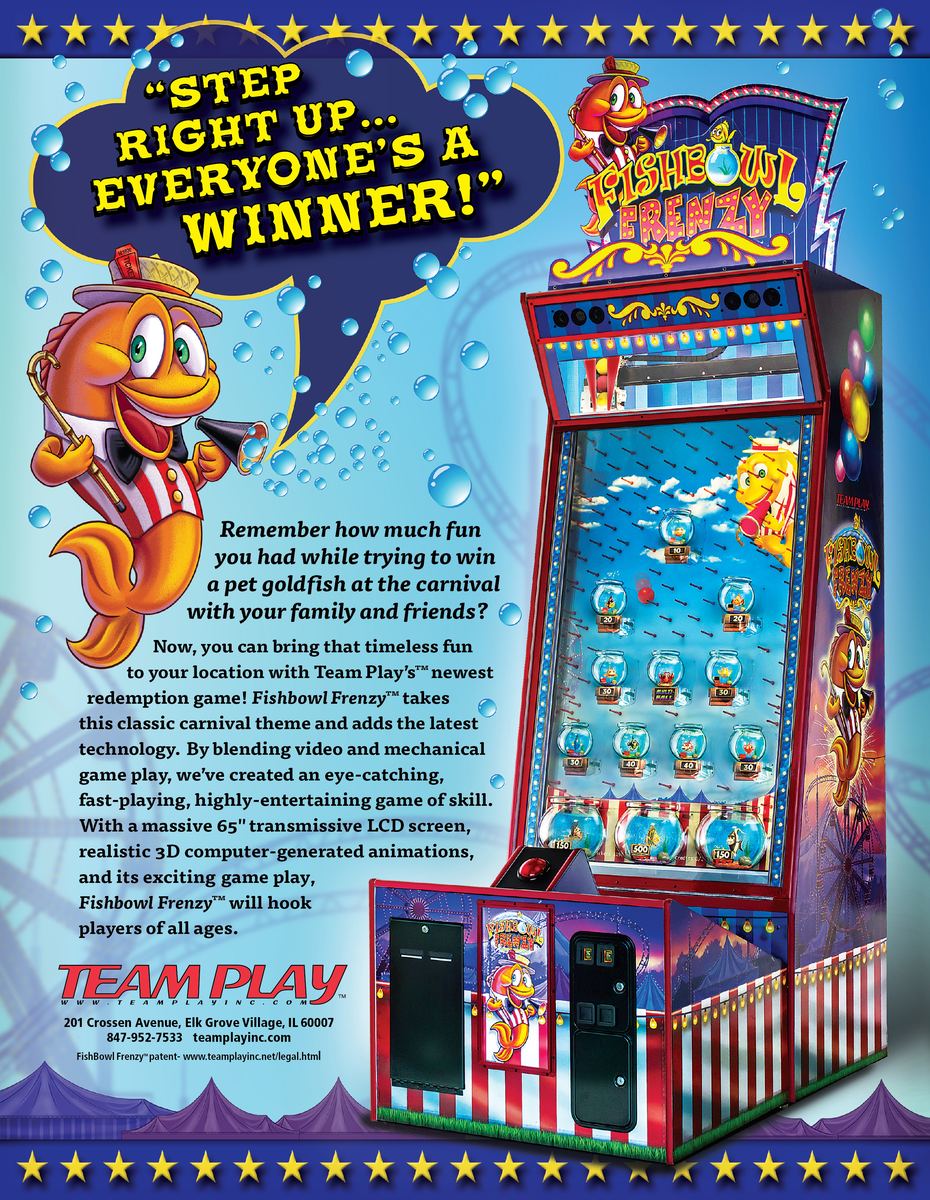 “STEP
RIGHT UP...
EVERYONE’S A
WINNER!”
FISHBOWL
FRENZY
Remember how much fun
you had while trying to win
a pet goldfish at the carnival
with your family and friends?
Now, you can bring that timeless fun
to your location with Team Play’s™ newest
redemption game! Fishbowl Frenzy™ takes
this classic carnival theme and adds the latest
technology. By blending video and mechanical
game play, we’ve created an eye-catching,
fast-playing, highly-entertaining game of skill.
With a massive 65" transmissive LCD screen,
realistic 3D computer-generated animations,
and its exciting game play,
Fishbowl Frenzy™ will hook
players of all ages.
TEAM PLAY™
WWW.TEAMPLAYINC.COM
201 Crossen Avenue, Elk Grove Village, IL 60007
847-952-7533 teamplayinc.com
FishBowl Frenzy™ patent- www.teamplayinc.net/legal.html
10
20 20
30 30
30 40 40 30
150 500 150
TEAM PLAY
FISHBOWL
FRENZY
FISHBOWL
FRENZY